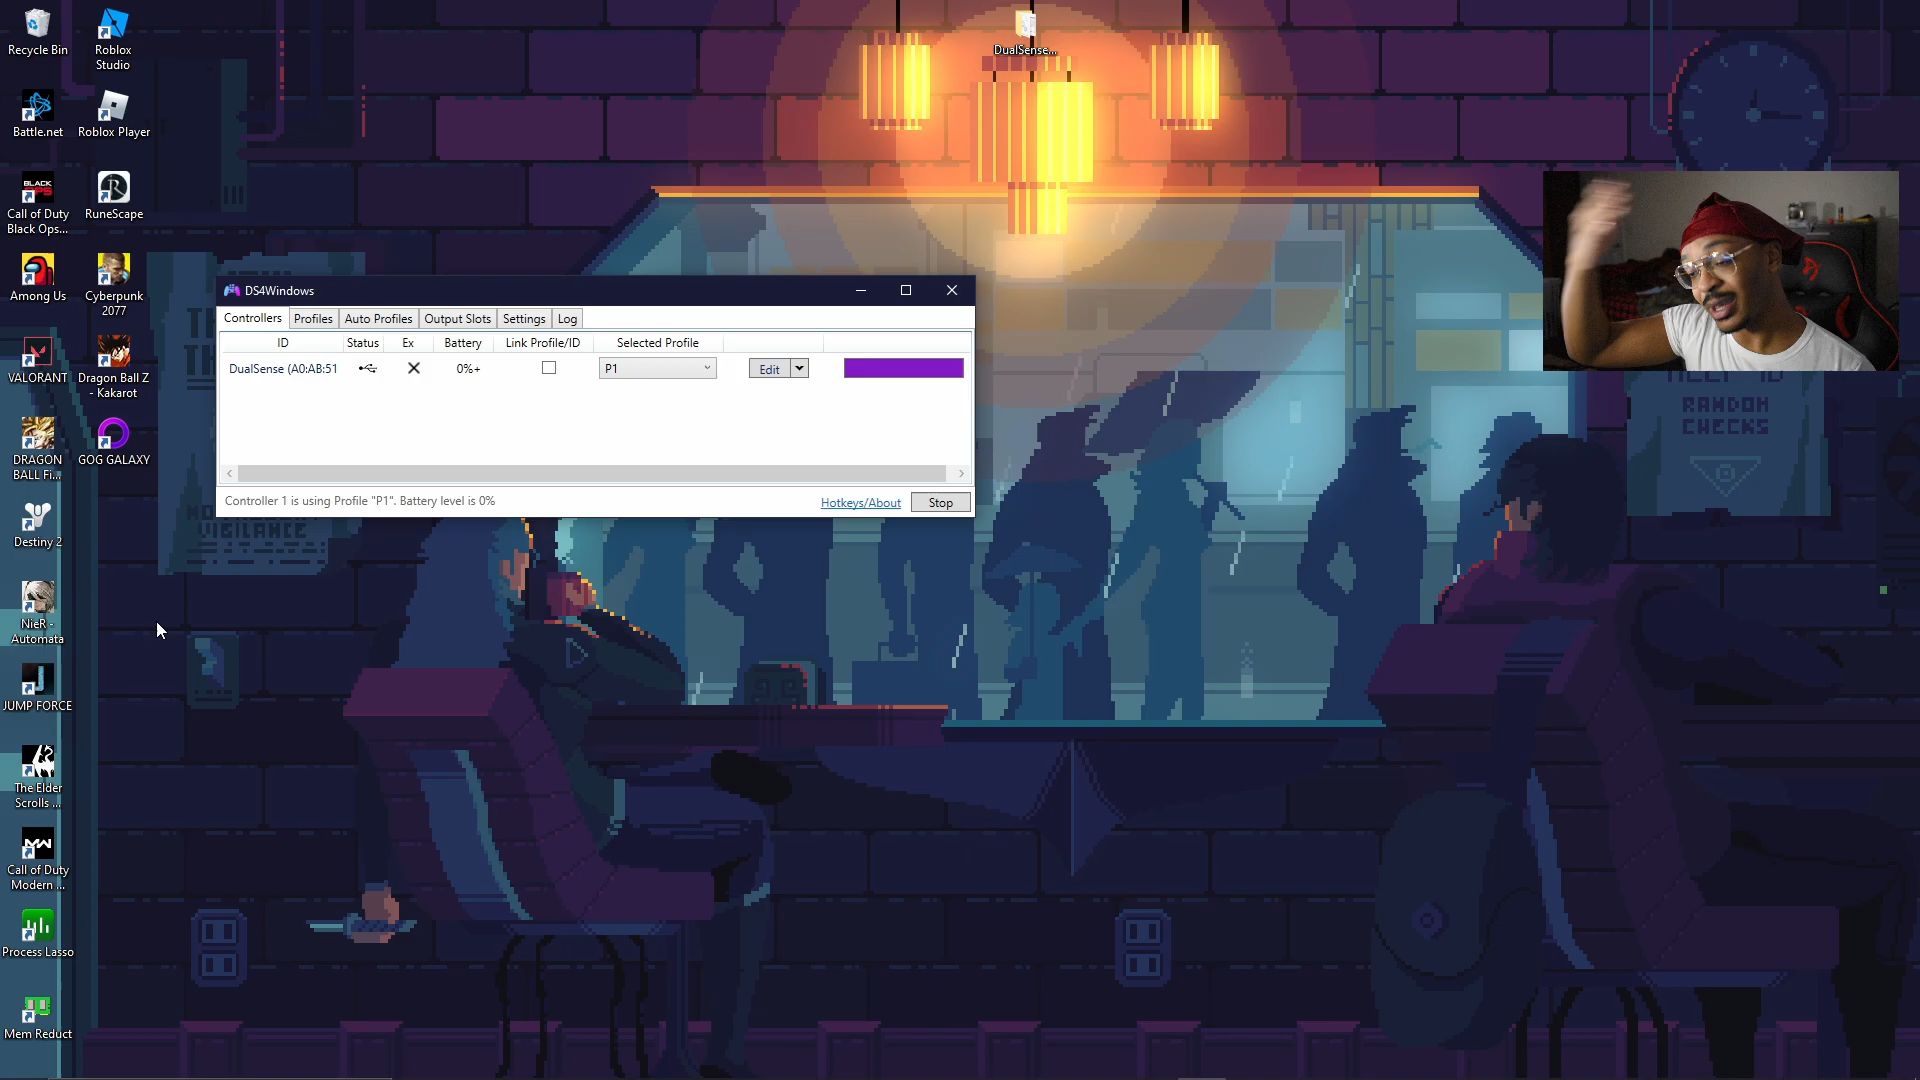 Recycle Bin
Roblox
Studio
DualSense...
Battle.net
Roblox Player
BLACK
OPS
Call of Duty
Black Ops...
RuneScape
Among Us
Cyberpunk
2077
VALORANT
Dragon Ball Z
- Kakarot
DRAGON
BALL Fi...
GOG GALAXY
Destiny 2
NieR -
Automata
JUMP FORCE
The Elder
Scrolls ...
Call of Duty
Modern ...
Process Lasso
Mem Reduct
DS4Windows
Controllers
Profiles
Auto Profiles
Output Slots
Settings
Log
ID
Status
Ex
Battery
Link Profile/ID
Selected Profile
DualSense (A0:AB:51
0%+
P1
Edit
Controller 1 is using Profile "P1". Battery level is 0%
Hotkeys/About
Stop
RANDOM
CHECKS
VIGILANCE